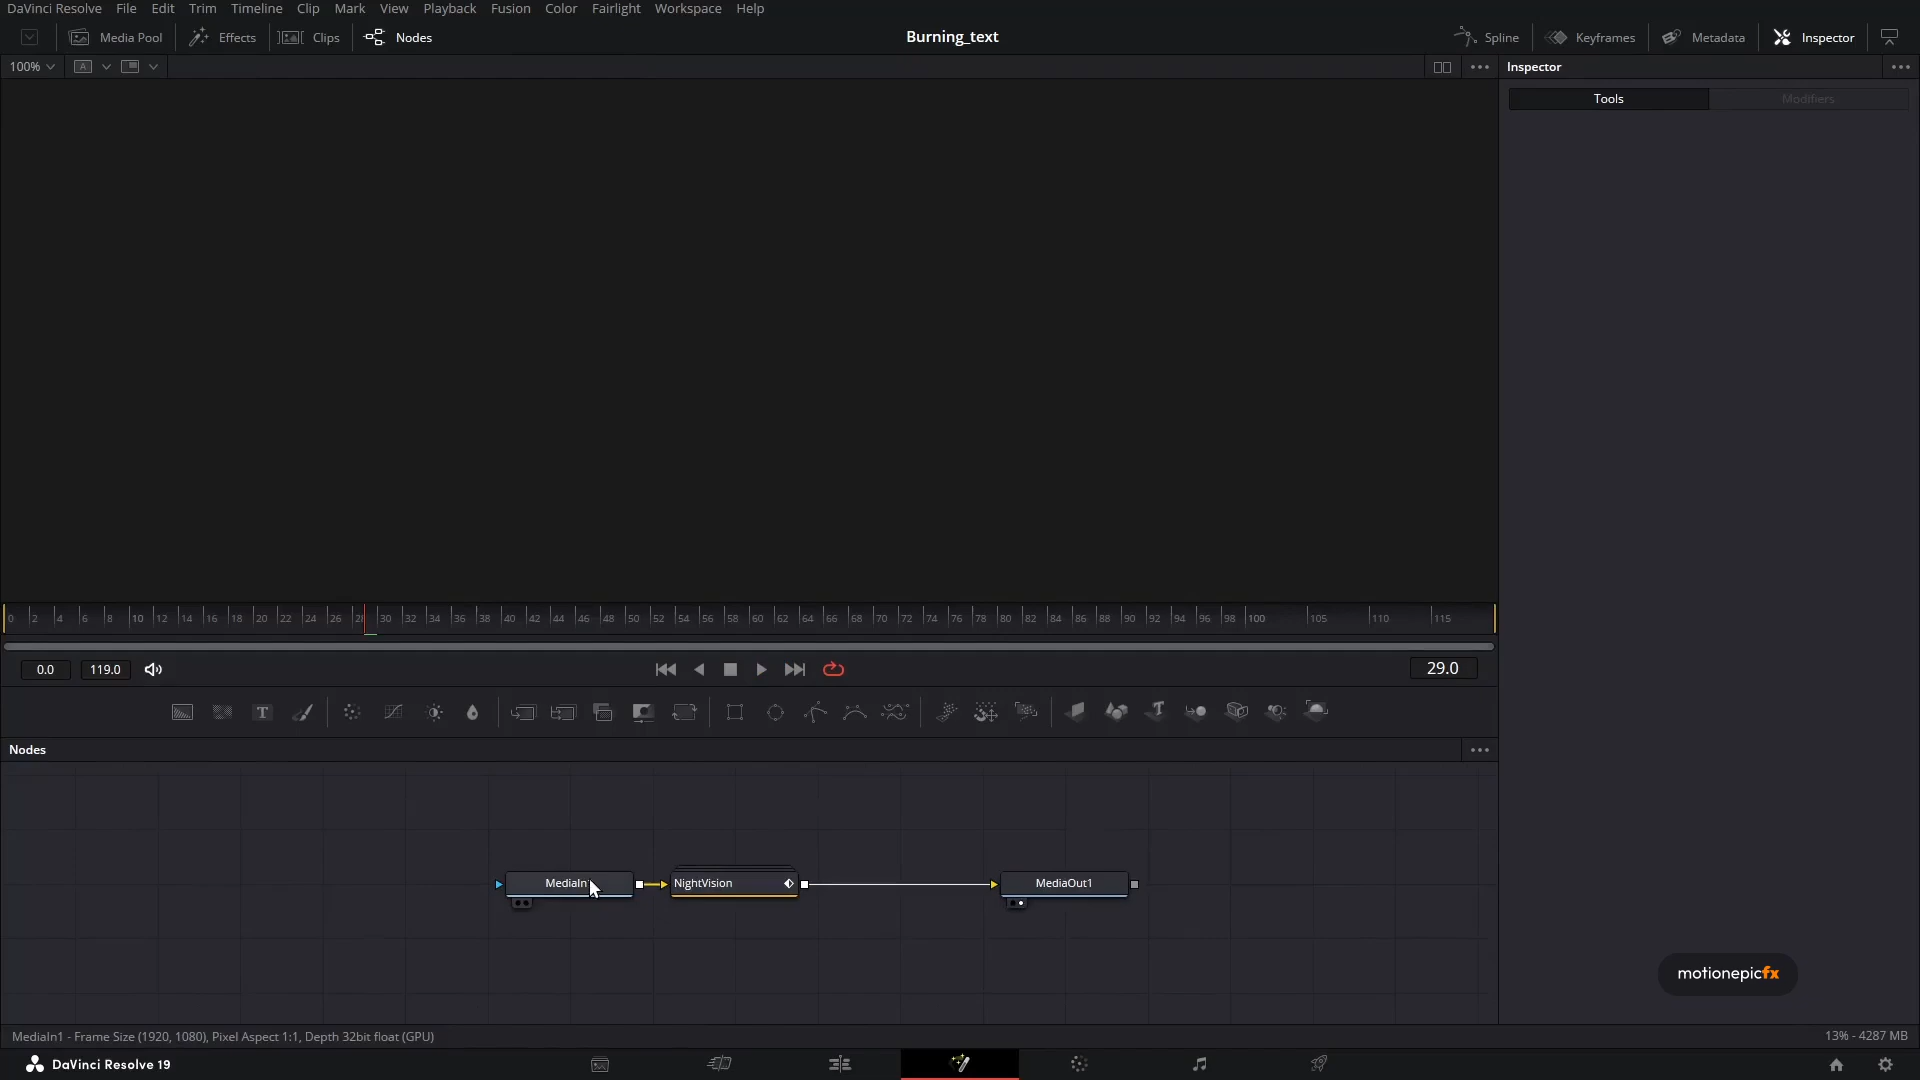 DaVinci Resolve File Edit Trim Timeline Clip Mark View Playback Fusion Color Fairlight Workspace Help
Media Pool Effects Clips Nodes Burning_text Spline Keyframes Metadata Inspector
100% A Inspector
Tools Modifiers
0 2 4 6 8 10 12 14 16 18 20 22 24 26 28 30 32 34 36 38 40 42 44 46 48 50 52 54 56 58 60 62 64 66 68 70 72 74 76 78 80 82 84 86 88 90 92 94 96 98 100 105 110 115
0.0 119.0 29.0
T T
Nodes
MediaIn NightVision MediaOut1
motionepicfx
MediaIn1 - Frame Size (1920, 1080), Pixel Aspect 1:1, Depth 32bit float (GPU) 13% - 4287 MB
DaVinci Resolve 19